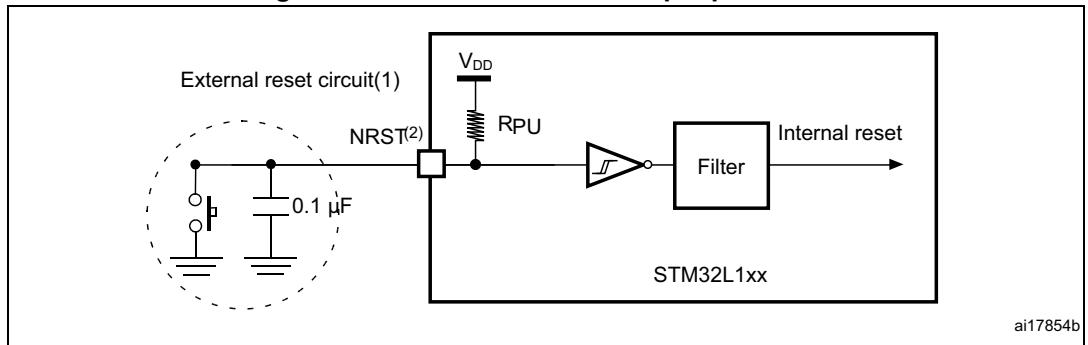 External reset circuit(1)
VDD
NRST(2)
RPU
Internal reset
Filter
0.1 µF
STM32L1xx
ai17854b